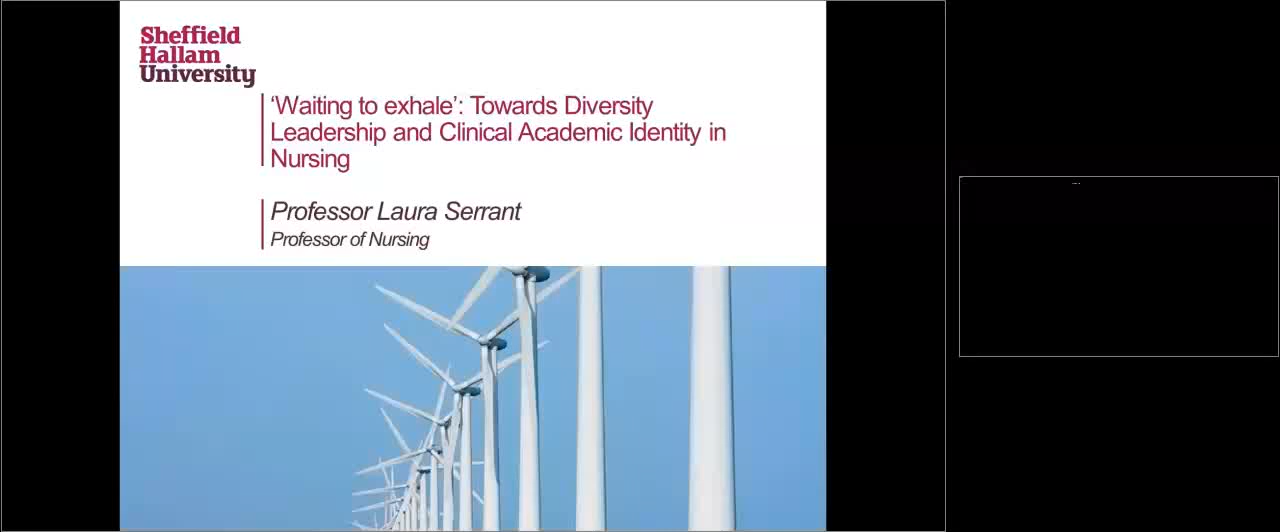 Sheffield
Hallam
University
‘Waiting to exhale’: Towards Diversity
Leadership and Clinical Academic Identity in
Nursing
Professor Laura Serrant
Professor of Nursing